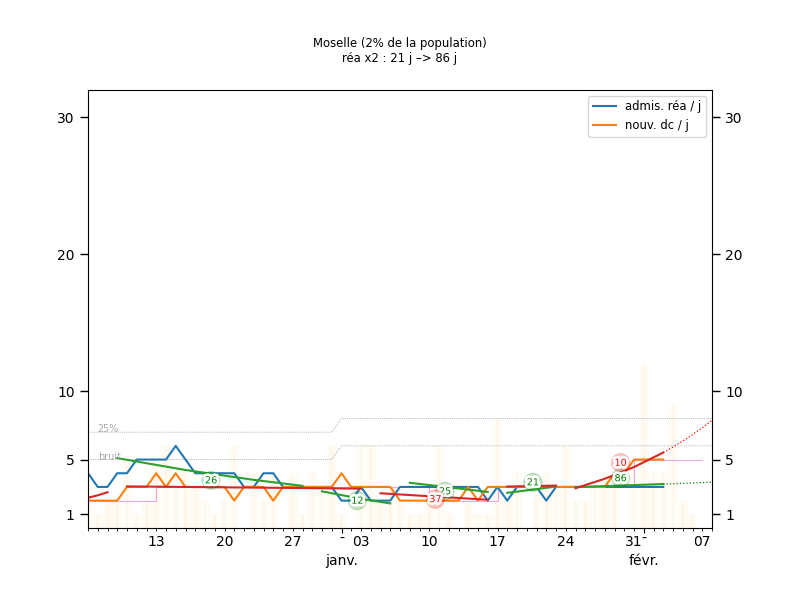 Moselle (2% de la population)
réa x2 : 21 j –> 86 j
admis. réa / j
nouv. dc / j
30 30
20 20
10 10
25%
bruit
5 5
1 1
26
12
25
37
21
10
86
13 20 27 - 03 10 17 24 31 - 07
janv. févr.